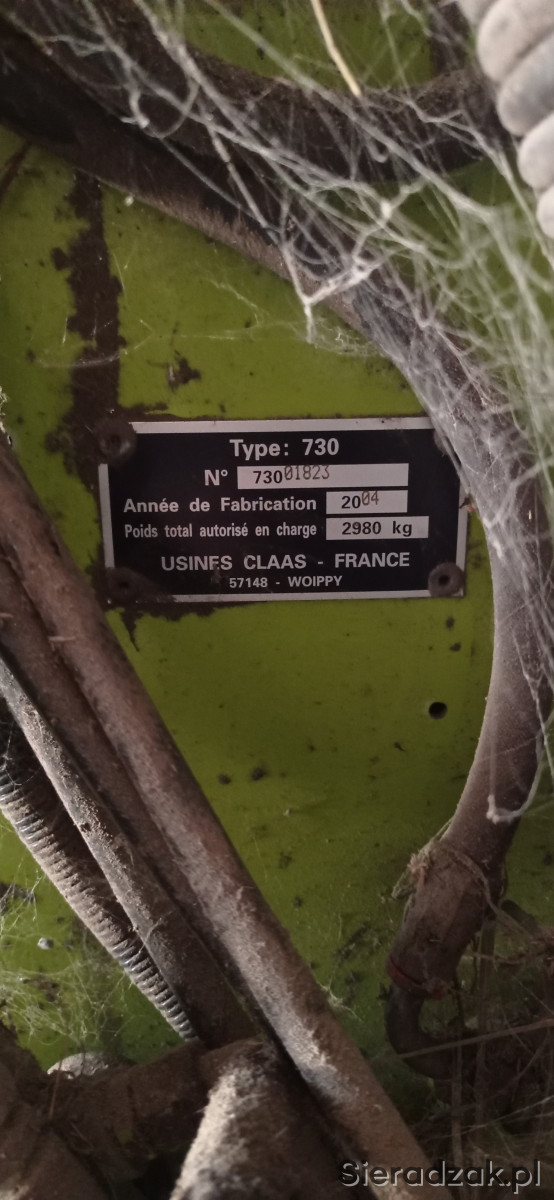 Type: 730
N° 73001823
Année de Fabrication 2004
Poids total autorisé en charge 2980 kg
USINES CLAAS - FRANCE
57148 - WOIPPY
Sieradzak.pl